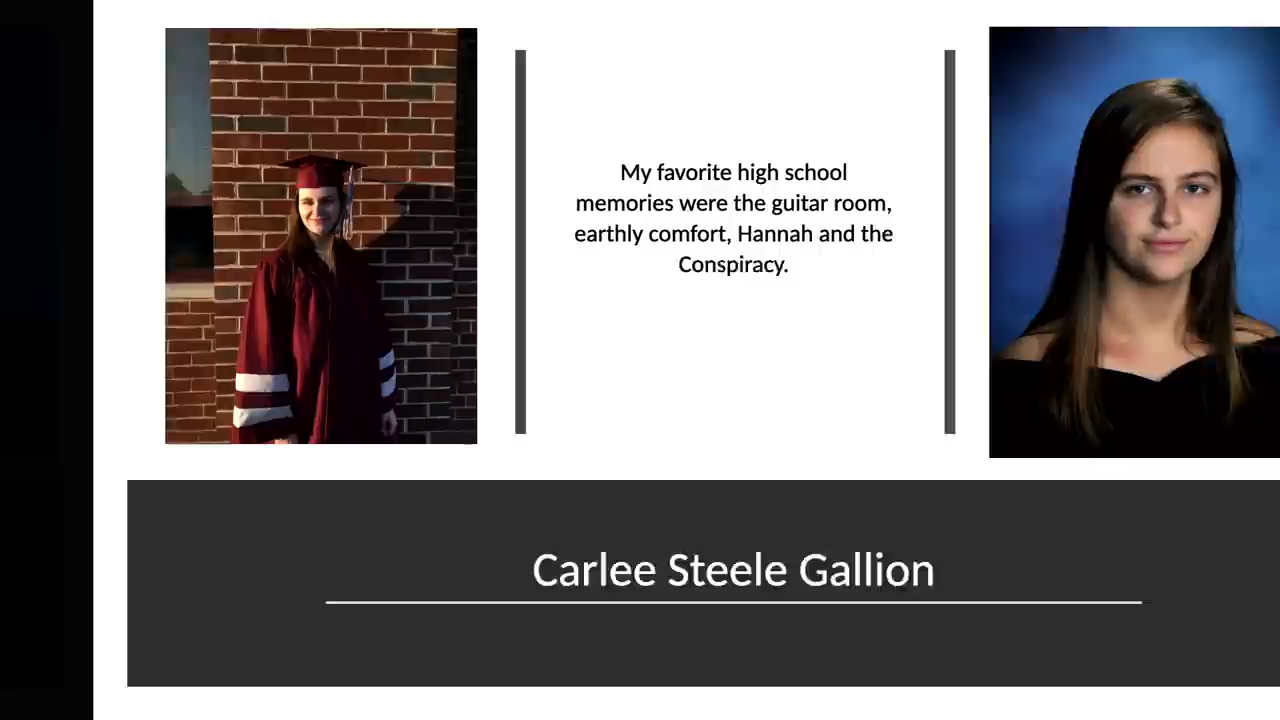 My favorite high school
memories were the guitar room,
earthly comfort, Hannah and the
Conspiracy.
Carlee Steele Gallion